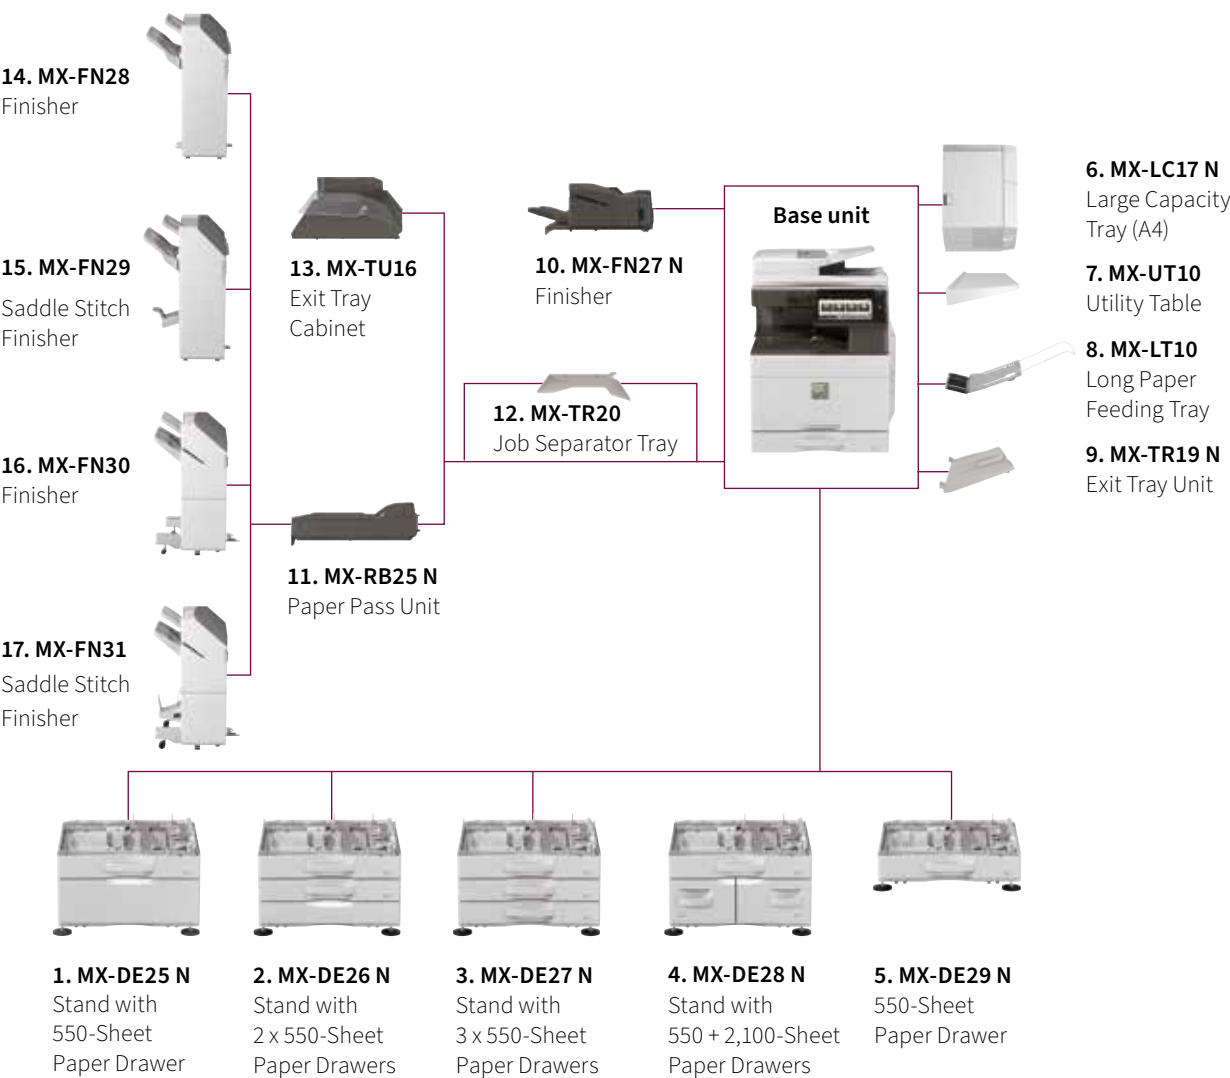 14. MX-FN28
Finisher
15. MX-FN29
Saddle Stitch
Finisher
16. MX-FN30
Finisher
17. MX-FN31
Saddle Stitch
Finisher
13. MX-TU16
Exit Tray
Cabinet
10. MX-FN27 N
Finisher
12. MX-TR20
Job Separator Tray
11. MX-RB25 N
Paper Pass Unit
Base unit
6. MX-LC17 N
Large Capacity
Tray (A4)
7. MX-UT10
Utility Table
8. MX-LT10
Long Paper
Feeding Tray
9. MX-TR19 N
Exit Tray Unit
1. MX-DE25 N
Stand with
550-Sheet
Paper Drawer
2. MX-DE26 N
Stand with
2 x 550-Sheet
Paper Drawers
3. MX-DE27 N
Stand with
3 x 550-Sheet
Paper Drawers
4. MX-DE28 N
Stand with
550 + 2,100-Sheet
Paper Drawers
5. MX-DE29 N
550-Sheet
Paper Drawer